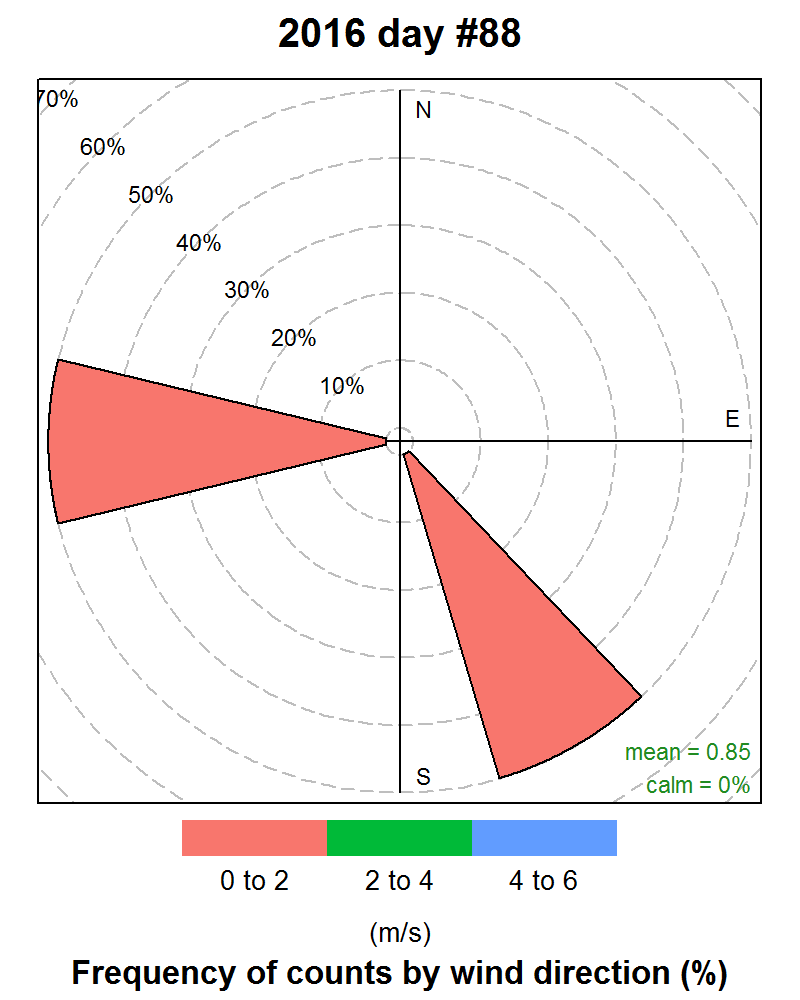 2016 day #88
70%
N
60%
50%
40%
30%
20%
10%
E
mean = 0.85
S
calm = 0%
0 to 2 2 to 4 4 to 6
(m/s)
Frequency of counts by wind direction (%)